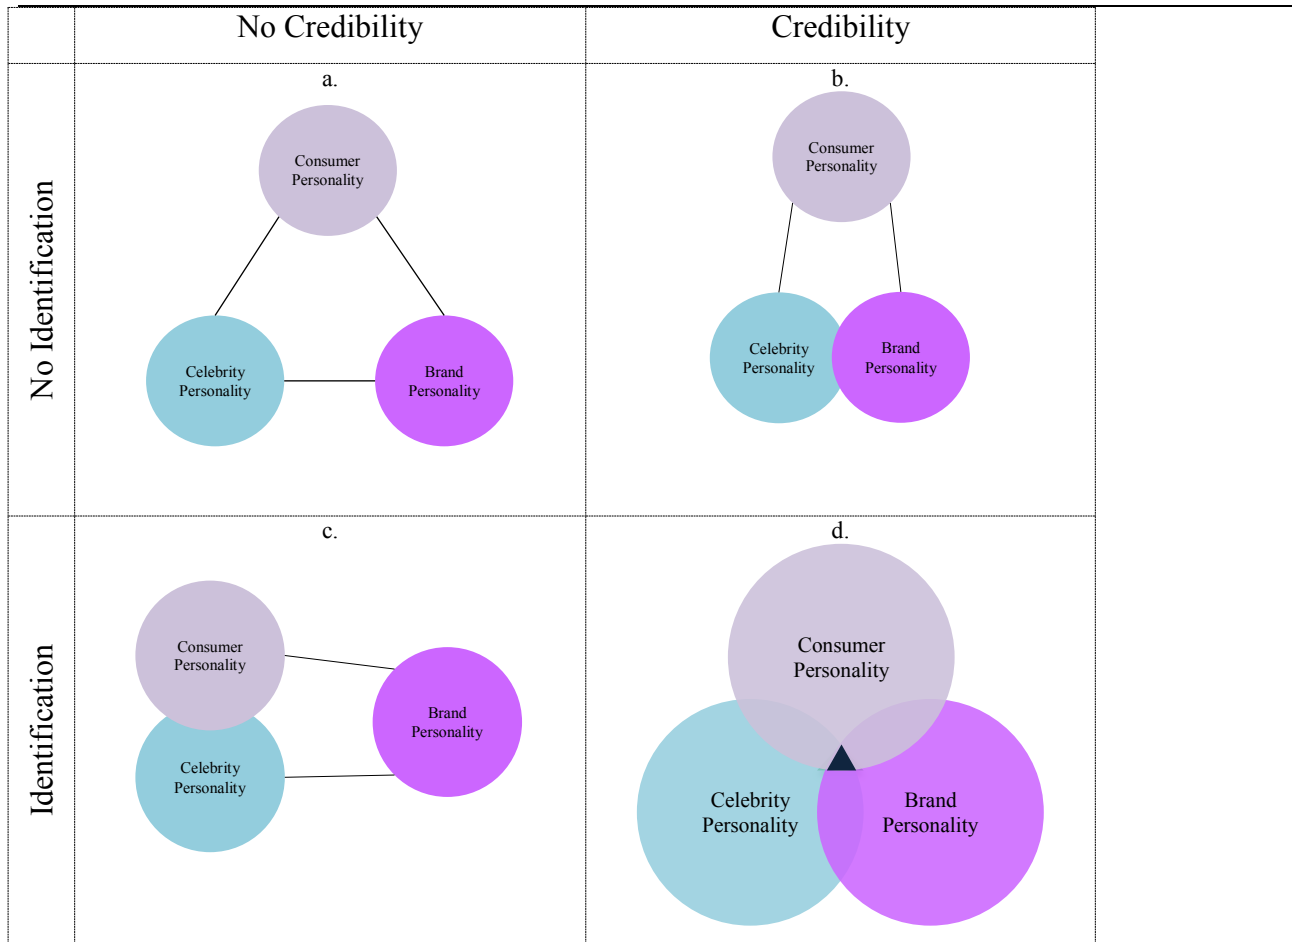 No Credibility
Credibility
No Identification
a.
Consumer
Personality
Celebrity
Personality
Brand
Personality
b.
Consumer
Personality
Celebrity
Personality
Brand
Personality
Identification
c.
Consumer
Personality
Brand
Personality
Celebrity
Personality
d.
Consumer
Personality
Celebrity
Personality
Brand
Personality